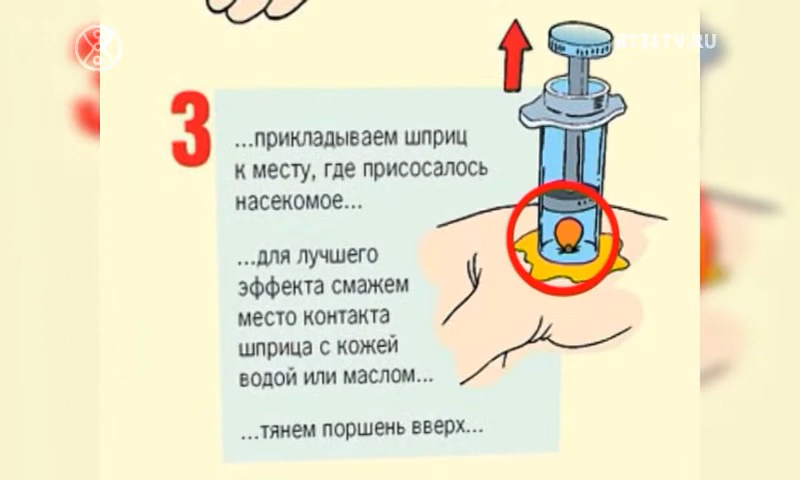 3
...прикладываем шприц
к месту, где присосалось
насекомое...
...для лучшего
эффекта смажем
место контакта
шприца с кожей
водой или маслом...
...тянем поршень вверх...